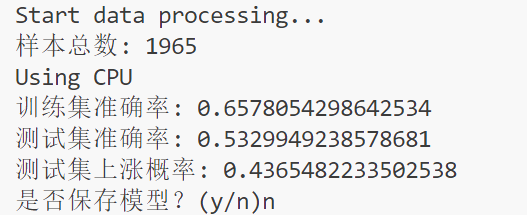 Start data processing...
样本总数: 1965
Using CPU
训练集准确率: 0.6578054298642534
测试集准确率: 0.5329949238578681
测试集上涨概率: 0.4365482233502538
是否保存模型? (y/n)n